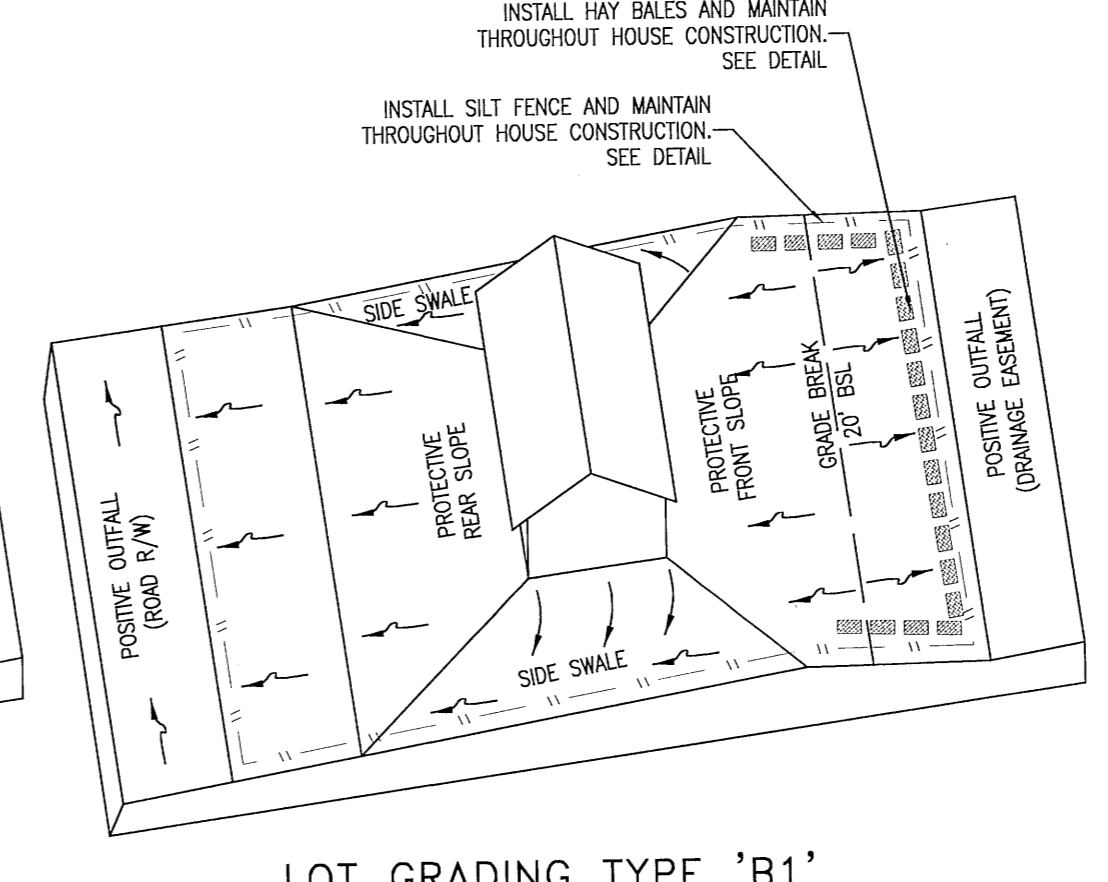 INSTALL HAY BALES AND MAINTAIN
THROUGHOUT HOUSE CONSTRUCTION.
SEE DETAIL
INSTALL SILT FENCE AND MAINTAIN
THROUGHOUT HOUSE CONSTRUCTION.
SEE DETAIL
SIDE SWALE
POSITIVE OUTFALL
(ROAD R/W)
PROTECTIVE
REAR SLOPE
PROTECTIVE
FRONT SLOPE
GRADE BREAK
20' BSL
POSITIVE OUTFALL
(DRAINAGE EASEMENT)
SIDE SWALE
LOT GRADING TYPE 'B1'